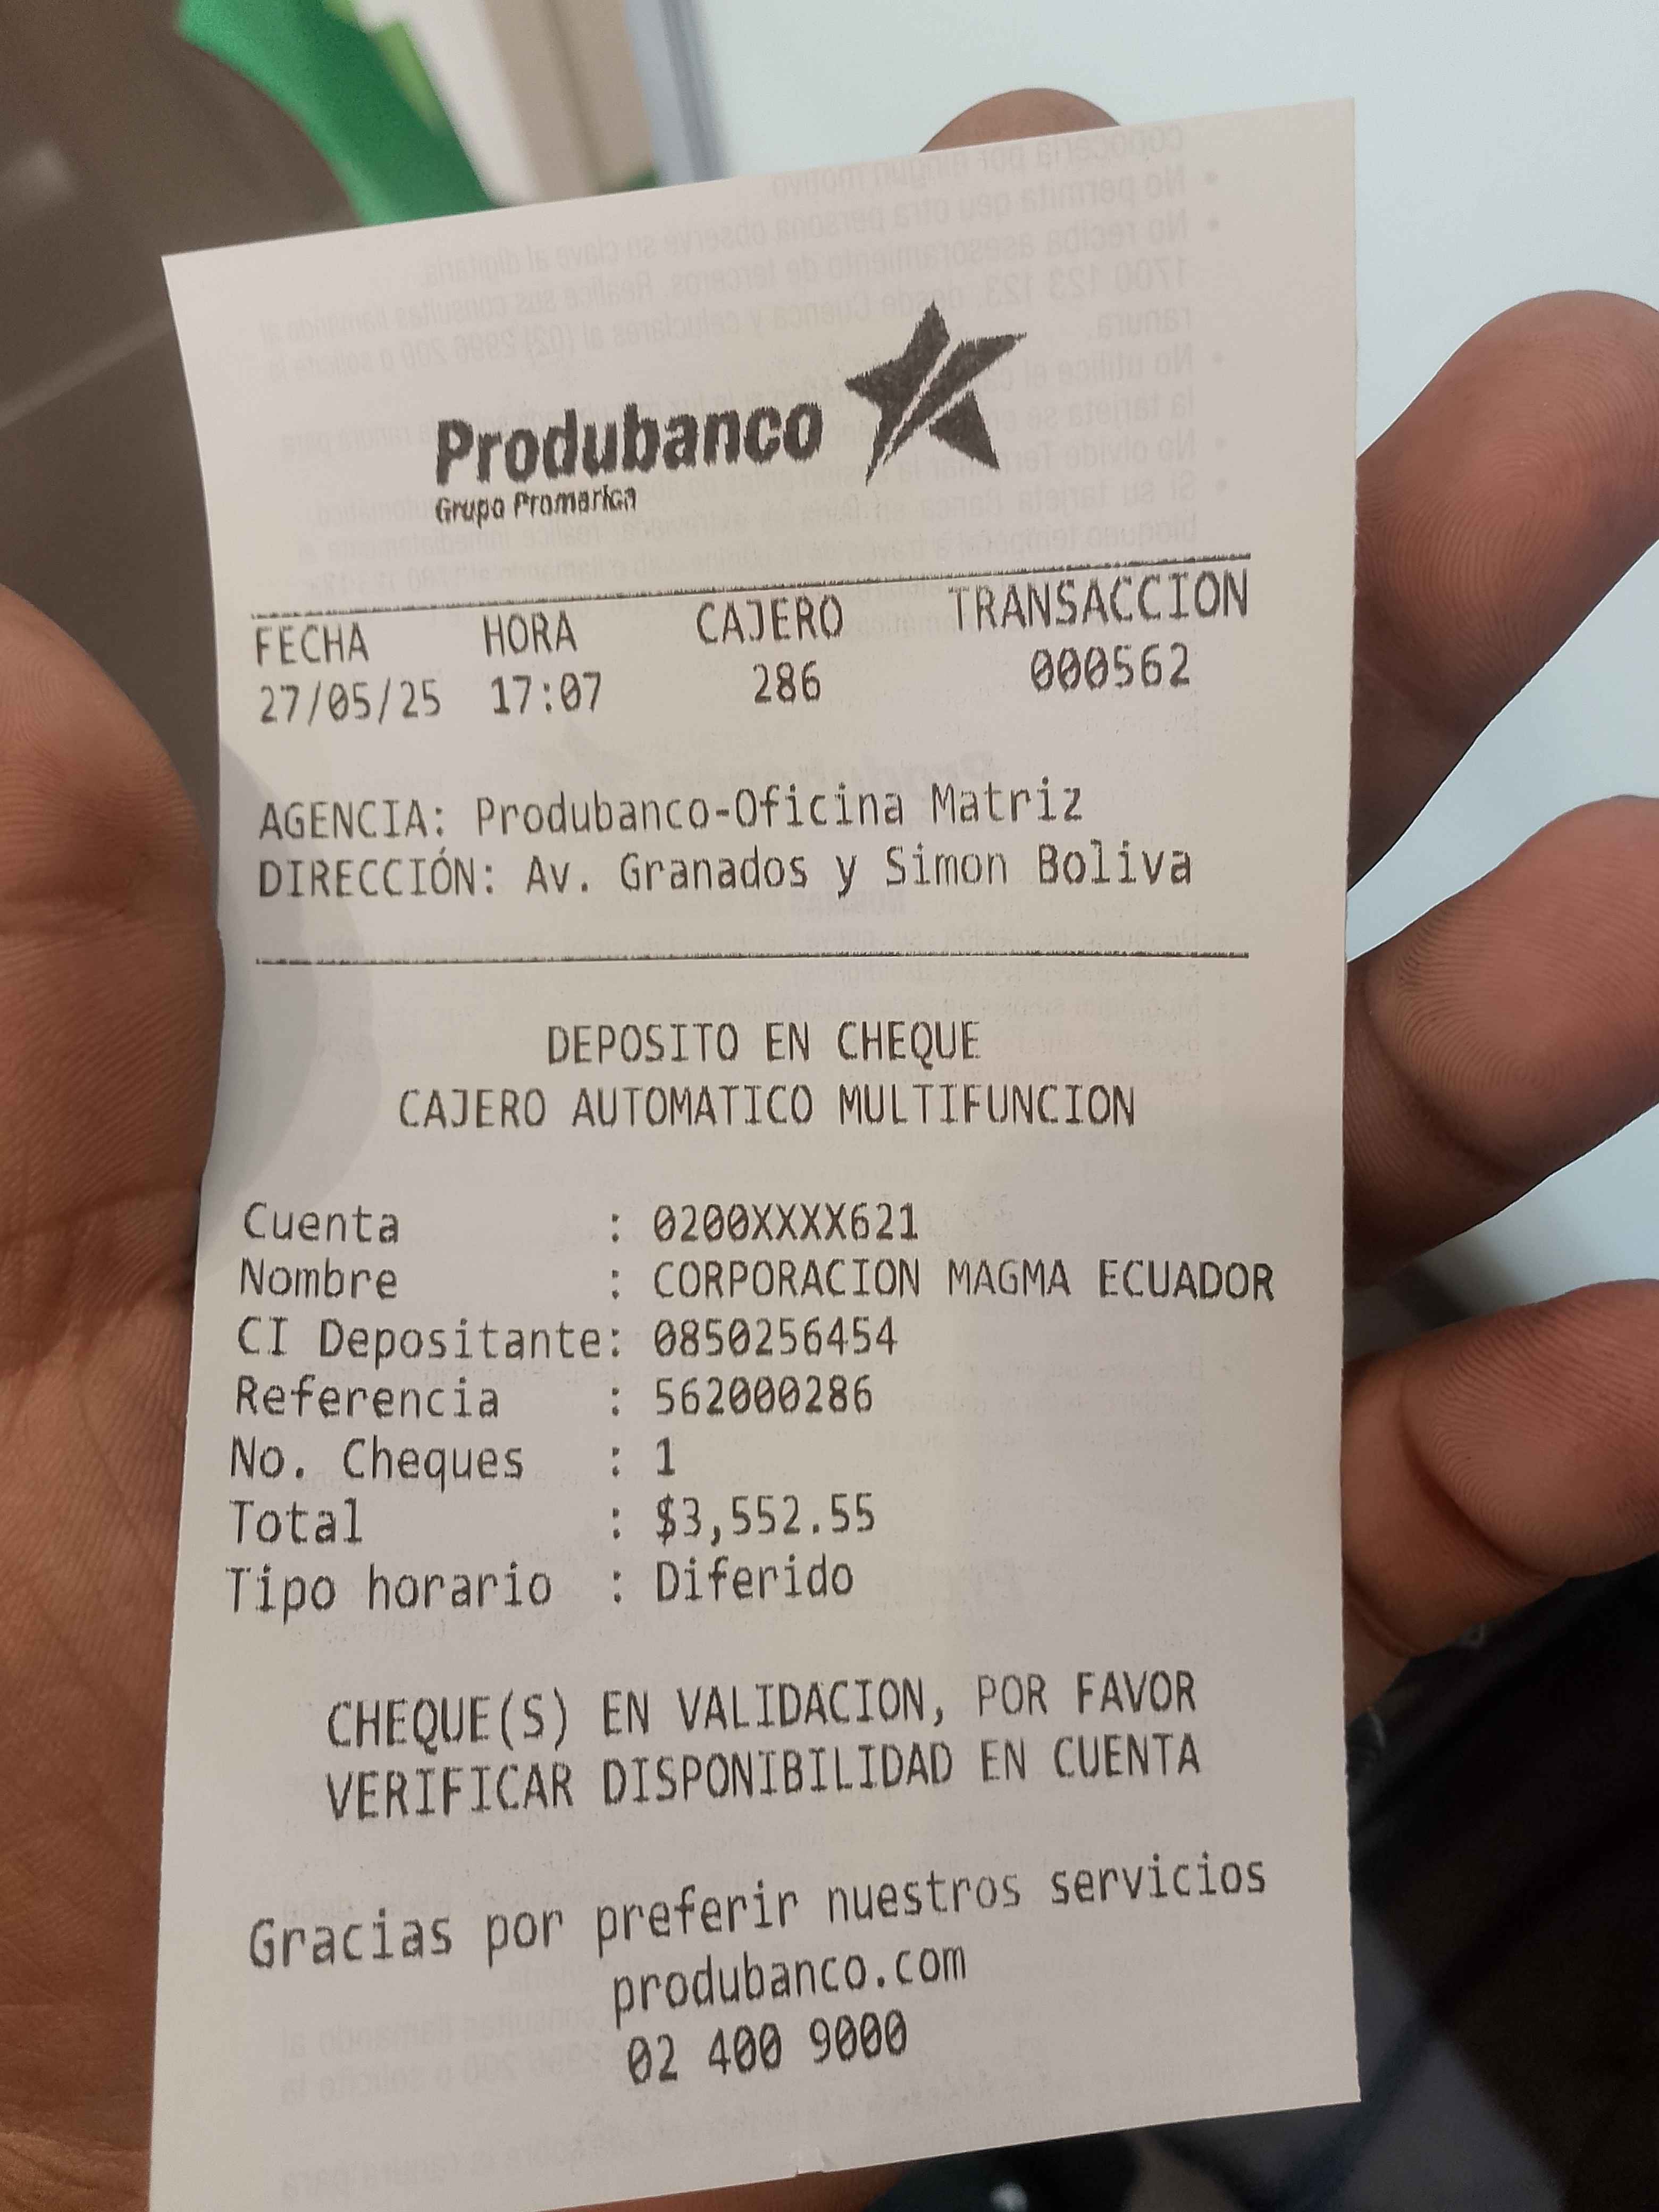 Produbanco
Grupo Promerica
FECHA HORA CAJERO TRANSACCION
27/05/25 17:07 286 000562
AGENCIA: Produbanco-Oficina Matriz
DIRECCIÓN: Av. Granados y Simon Boliva
DEPOSITO EN CHEQUE
CAJERO AUTOMATICO MULTIFUNCION
Cuenta : 0200XXXX621
Nombre : CORPORACION MAGMA ECUADOR
CI Depositante: 0850256454
Referencia : 562000286
No. Cheques : 1
Total : $3,552.55
Tipo horario : Diferido
CHEQUE(S) EN VALIDACION, POR FAVOR
VERIFICAR DISPONIBILIDAD EN CUENTA
Gracias por preferir nuestros servicios
produbanco.com
02 400 9000